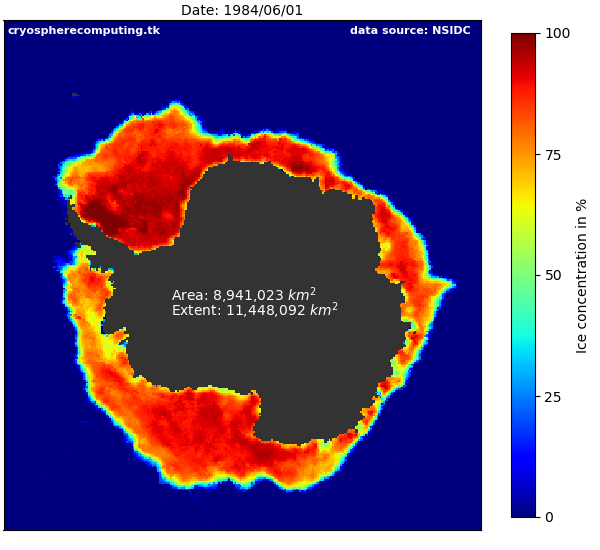 Date: 1984/06/01
cryospherecomputing.tk data source: NSIDC
Area: 8,941,023 km²
Extent: 11,448,092 km²
100
75
50
25
0
Ice concentration in %